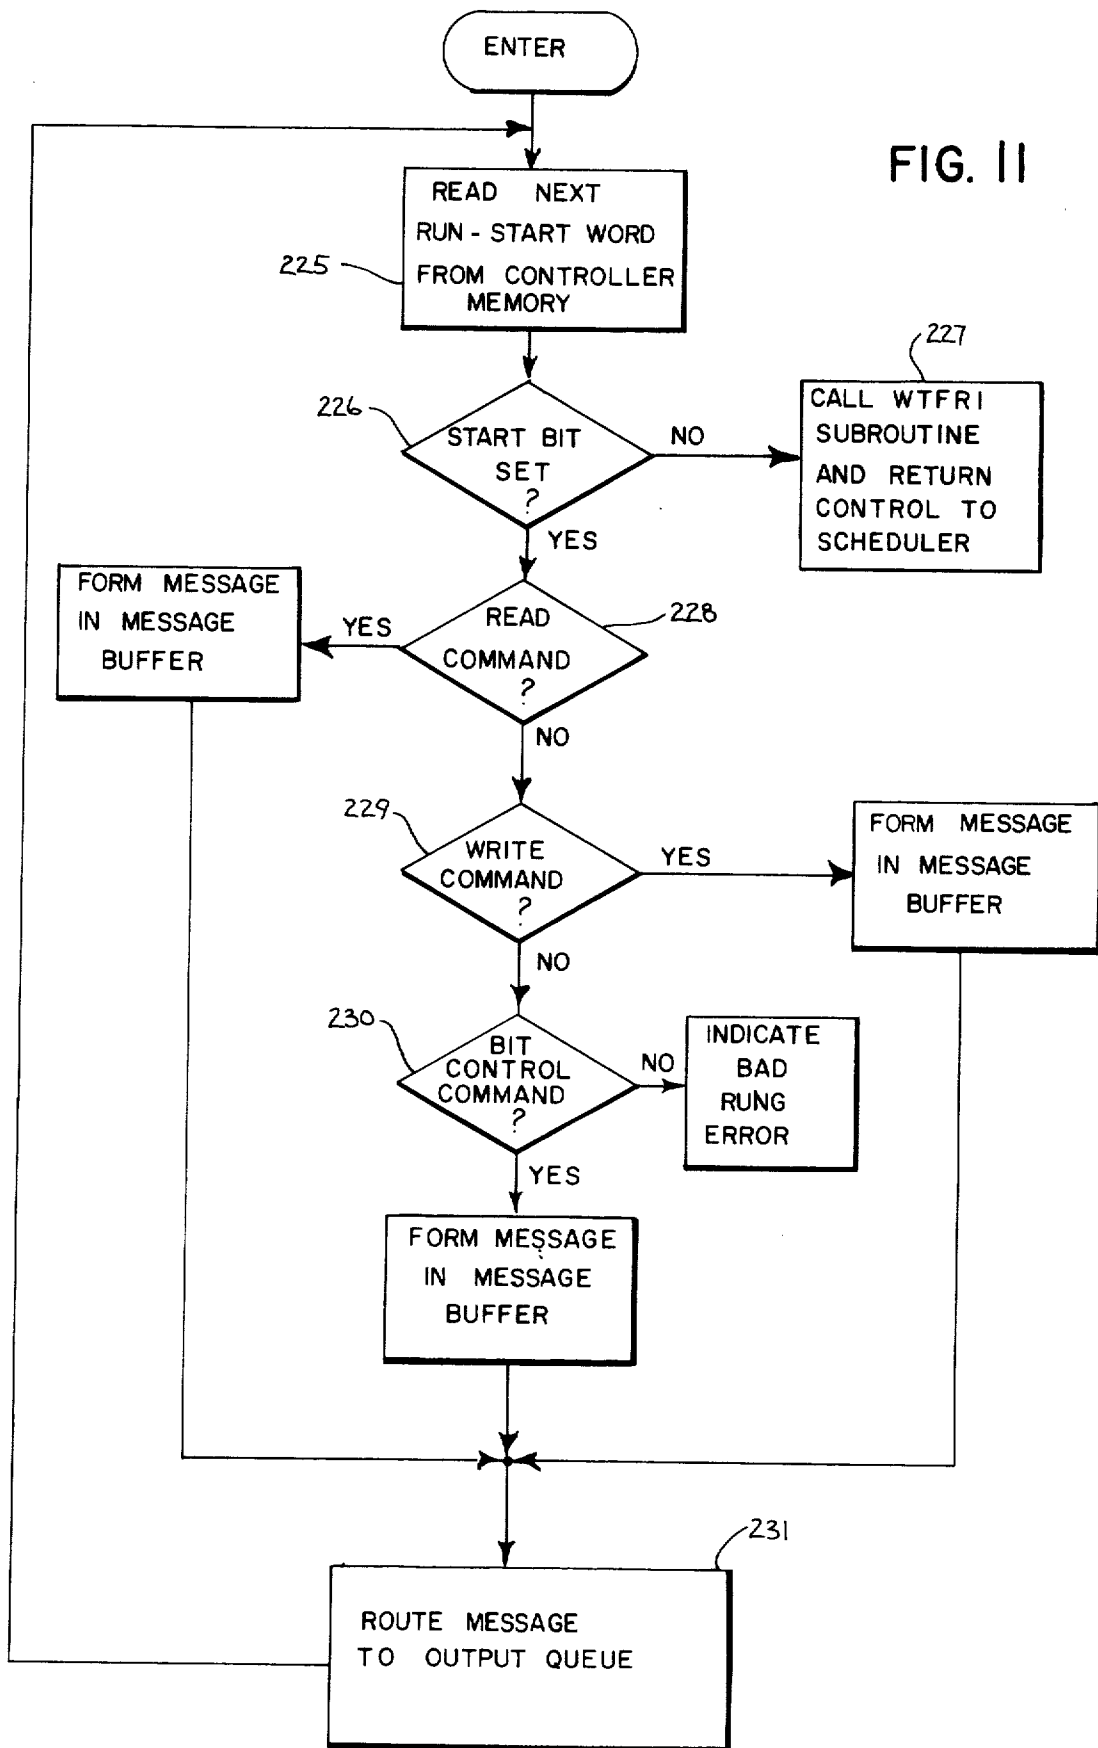 ENTER
FIG. 11
READ NEXT
RUN - START WORD
FROM CONTROLLER
MEMORY
225
227
226
START BIT
SET
?
NO
CALL WTFRI
SUBROUTINE
AND RETURN
CONTROL TO
SCHEDULER
YES
FORM MESSAGE
IN MESSAGE
BUFFER
YES
READ
COMMAND
?
228
NO
229
WRITE
COMMAND
?
YES
FORM MESSAGE
IN MESSAGE
BUFFER
NO
230
BIT
CONTROL
COMMAND
?
NO
INDICATE
BAD
RUNG
ERROR
YES
FORM MESSAGE
IN MESSAGE
BUFFER
231
ROUTE MESSAGE
TO OUTPUT QUEUE